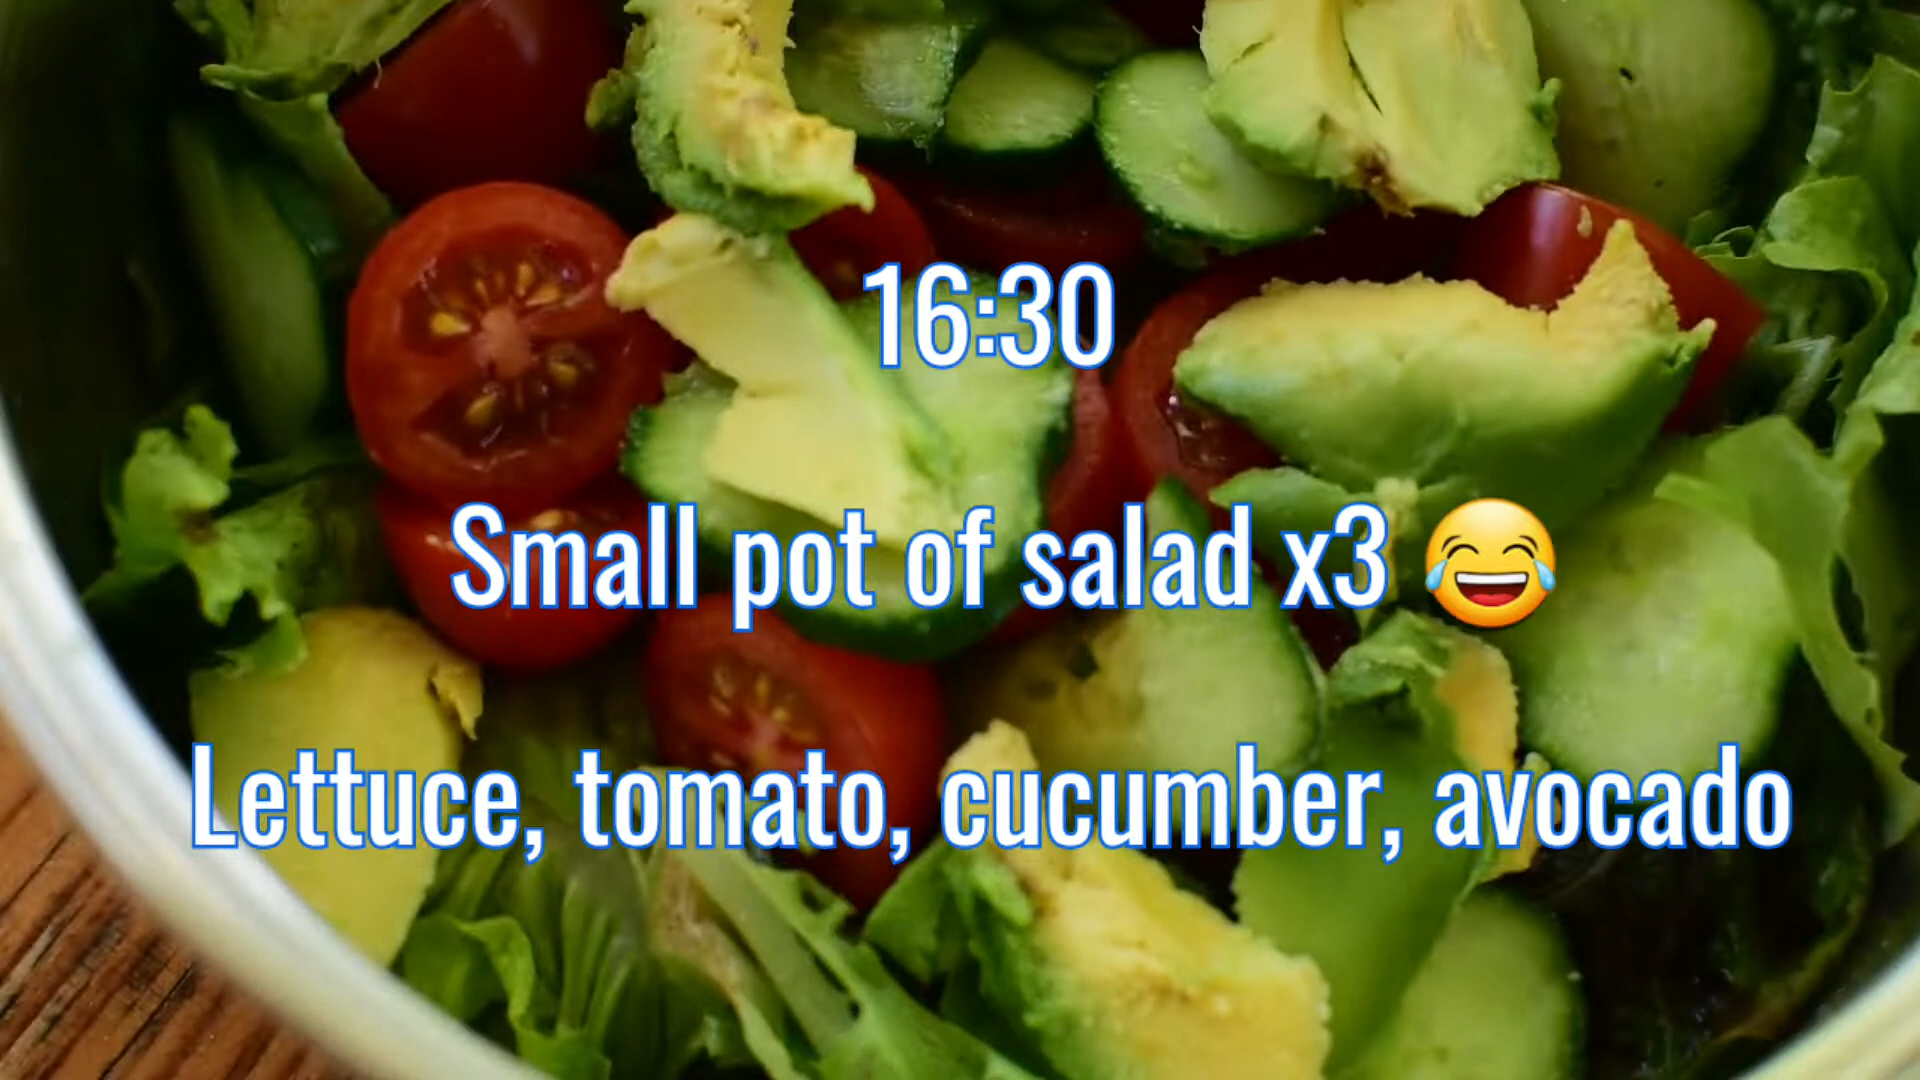 16:30
Small pot of salad x3 😂
Lettuce, tomato, cucumber, avocado